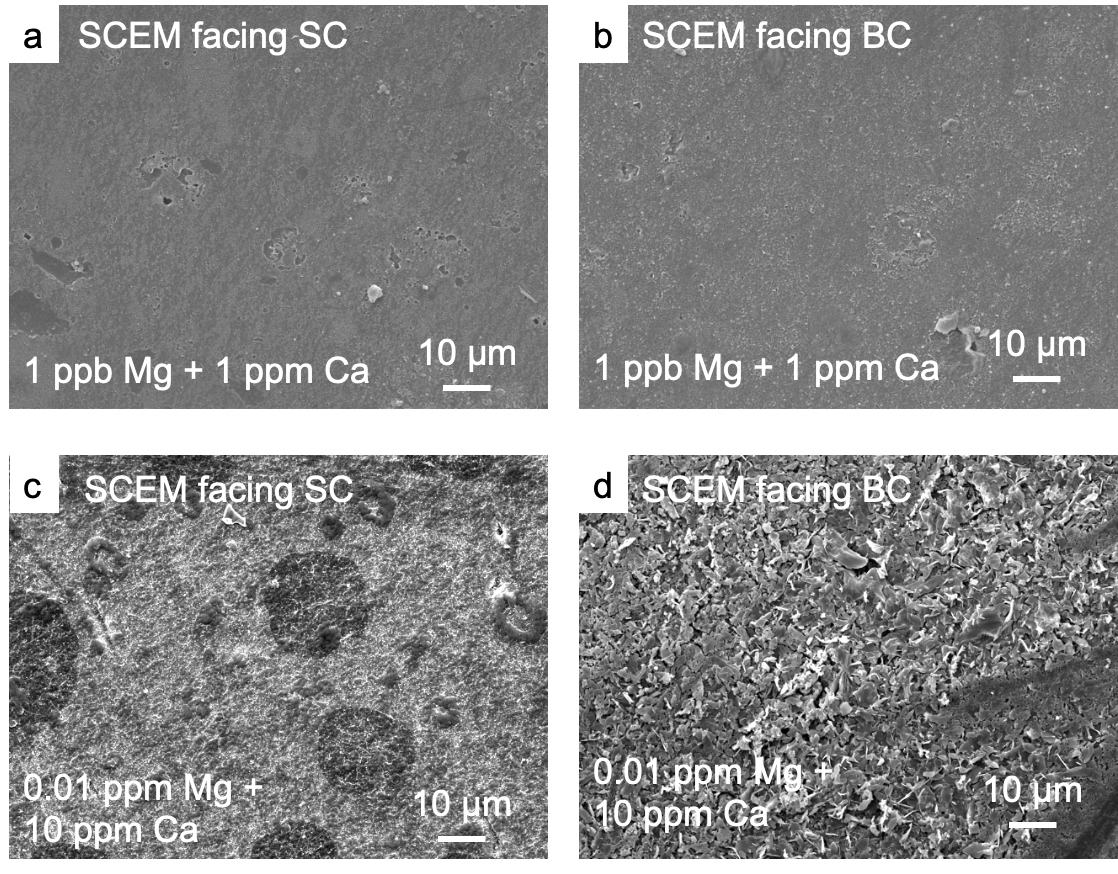 a SCEM facing SC
10 µm
1 ppb Mg + 1 ppm Ca
b SCEM facing BC
10 µm
1 ppb Mg + 1 ppm Ca
c SCEM facing SC
0.01 ppm Mg +
10 ppm Ca
10 µm
d SCEM facing BC
0.01 ppm Mg +
10 ppm Ca
10 µm